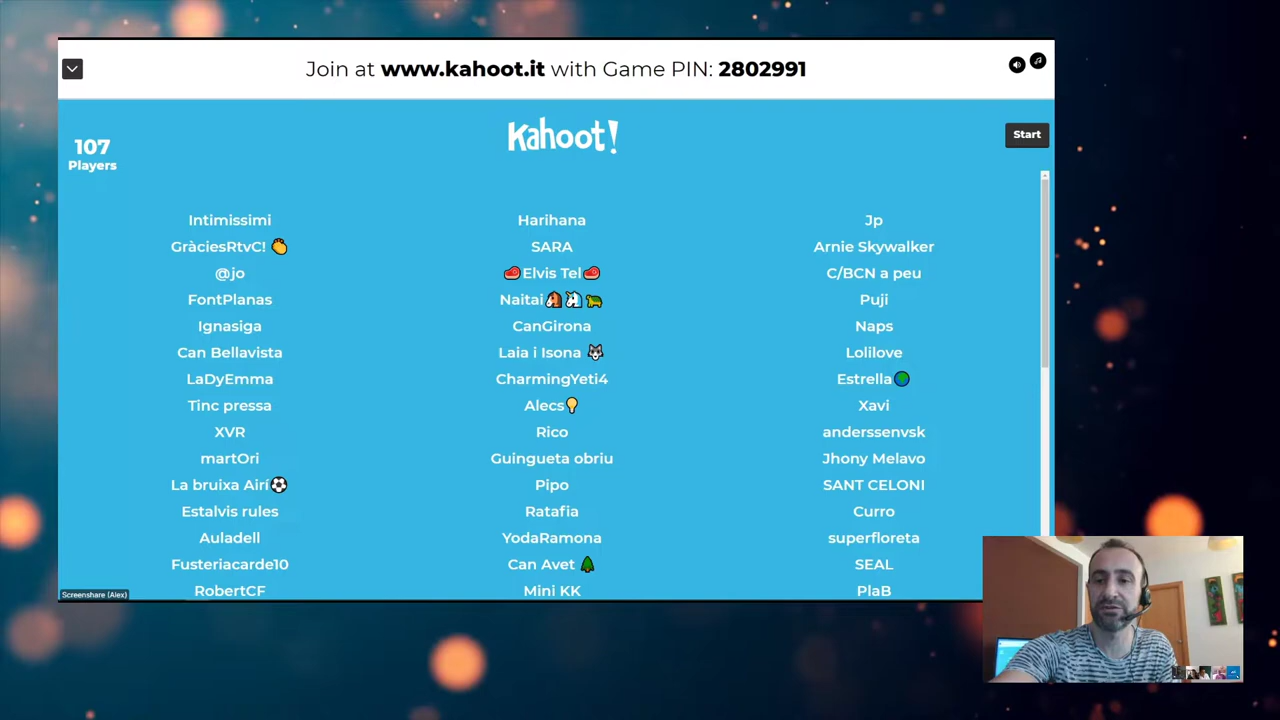 Join at www.kahoot.it with Game PIN: 2802991
107
Players
Kahoot!
Start
Intimissimi Harihana Jp
GràciesRtvC! 👏 SARA Arnie Skywalker
@jo 🥩Elvis Tel🥩 C/BCN a peu
FontPlanas Naitai🐴🦄🐢 Puji
Ignasiga CanGirona Naps
Can Bellavista Laia i Isona 🐺 Lolilove
LaDyEmma CharmingYeti4 Estrella🌍
Tinc pressa Alecs💡 Xavi
XVR Rico anderssenvsk
martOri Guingueta obriu Jhony Melavo
La bruixa Airí⚽ Pipo SANT CELONI
Estalvis rules Ratafia Curro
Auladell YodaRamona superfloreta
Fusteriacarde10 Can Avet 🌲 SEAL
RobertCF Mini KK PlaB
Screenshare (Alex)